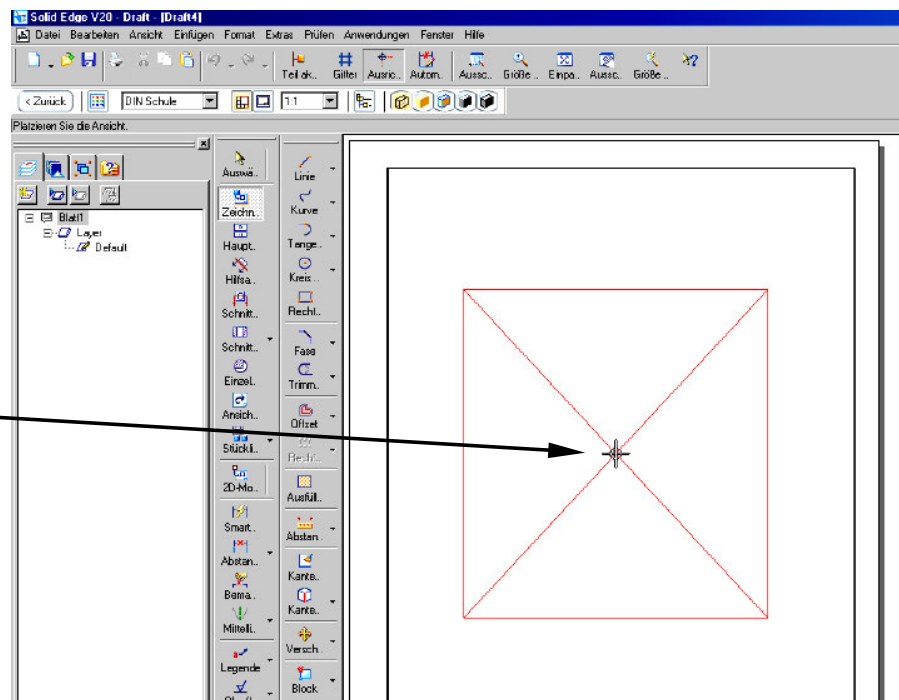 Solid Edge V20 - Draft - [Draft4]
Datei Bearbeiten Ansicht Einfügen Format Extras Prüfen Anwendungen Fenster Hilfe
Teil ak.. Gitter Ausric.. Autom.. Aussc.. Größe .. Einpa.. Aussc.. Größe ..
< Zurück DIN Schule 1:1
Platzieren Sie die Ansicht.
Blatt1
Layer
Default
Auswä..
Zeichn..
Haupt..
Hilfsa..
Schnitt..
Schnitt..
Einzel..
Ansich..
Stückli..
2D-Mo..
Smart..
Abstan..
Bema..
Mittelli..
Legende
Linie
Kurve
Tange..
Kreis ..
Recht..
Fase
Trimm..
Offset
Recht..
Ausfül..
Abstan..
Kante..
Kante..
Versch..
Block